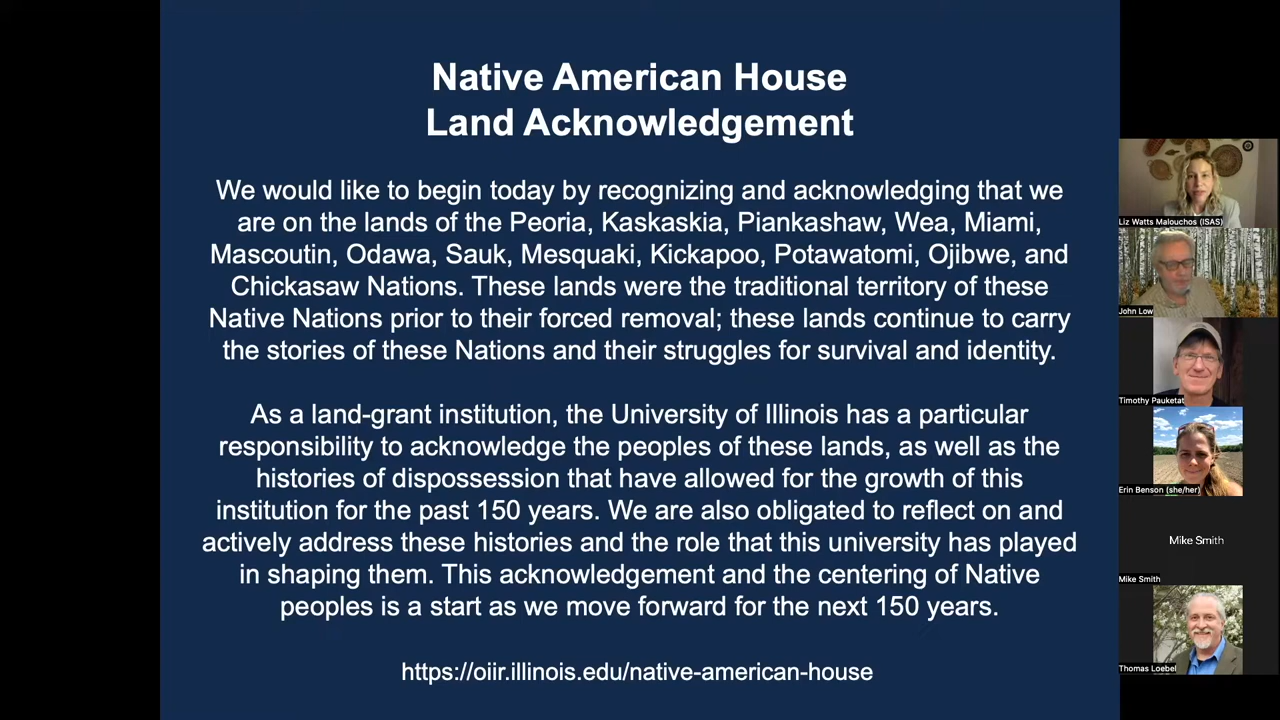 Native American House
Land Acknowledgement
We would like to begin today by recognizing and acknowledging that we
are on the lands of the Peoria, Kaskaskia, Piankashaw, Wea, Miami,
Mascoutin, Odawa, Sauk, Mesquaki, Kickapoo, Potawatomi, Ojibwe, and
Chickasaw Nations. These lands were the traditional territory of these
Native Nations prior to their forced removal; these lands continue to carry
the stories of these Nations and their struggles for survival and identity.
As a land-grant institution, the University of Illinois has a particular
responsibility to acknowledge the peoples of these lands, as well as the
histories of dispossession that have allowed for the growth of this
institution for the past 150 years. We are also obligated to reflect on and
actively address these histories and the role that this university has played
in shaping them. This acknowledgement and the centering of Native
peoples is a start as we move forward for the next 150 years.
https://oiir.illinois.edu/native-american-house
Liz Watts Malouchos (ISAS)
John Low
Timothy Pauketat
Erin Benson (she/her)
Mike Smith
Mike Smith
Thomas Loebel